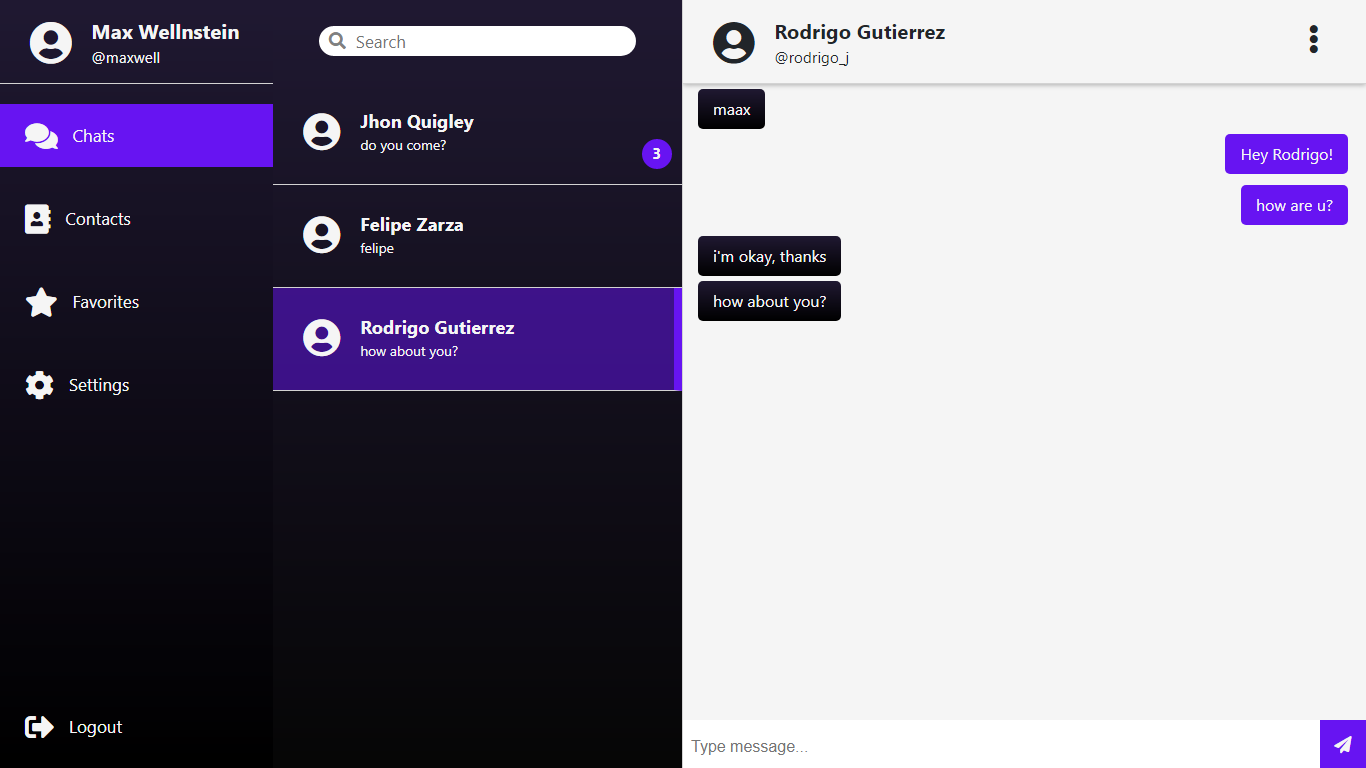 Max Wellnstein
@maxwell
Chats
Contacts
Favorites
Settings
Logout
Search
Jhon Quigley
do you come?
3
Felipe Zarza
felipe
Rodrigo Gutierrez
how about you?
Rodrigo Gutierrez
@rodrigo_j
maax
Hey Rodrigo!
how are u?
i'm okay, thanks
how about you?
Type message...